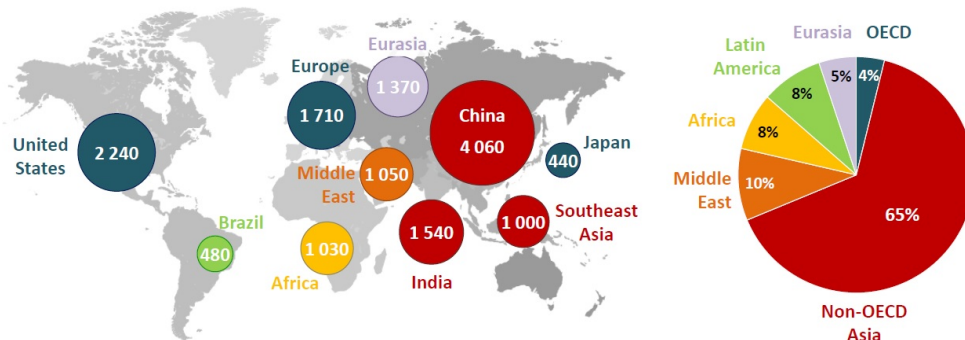 United
States
2 240
Brazil
480
Europe
1 710
Eurasia
1 370
Middle
East
1 050
Africa
1 030
China
4 060
India
1 540
Japan
440
Southeast
Asia
1 000
OECD
4%
Eurasia
5%
Latin
America
8%
Africa
8%
Middle
East
10%
65%
Non-OECD
Asia